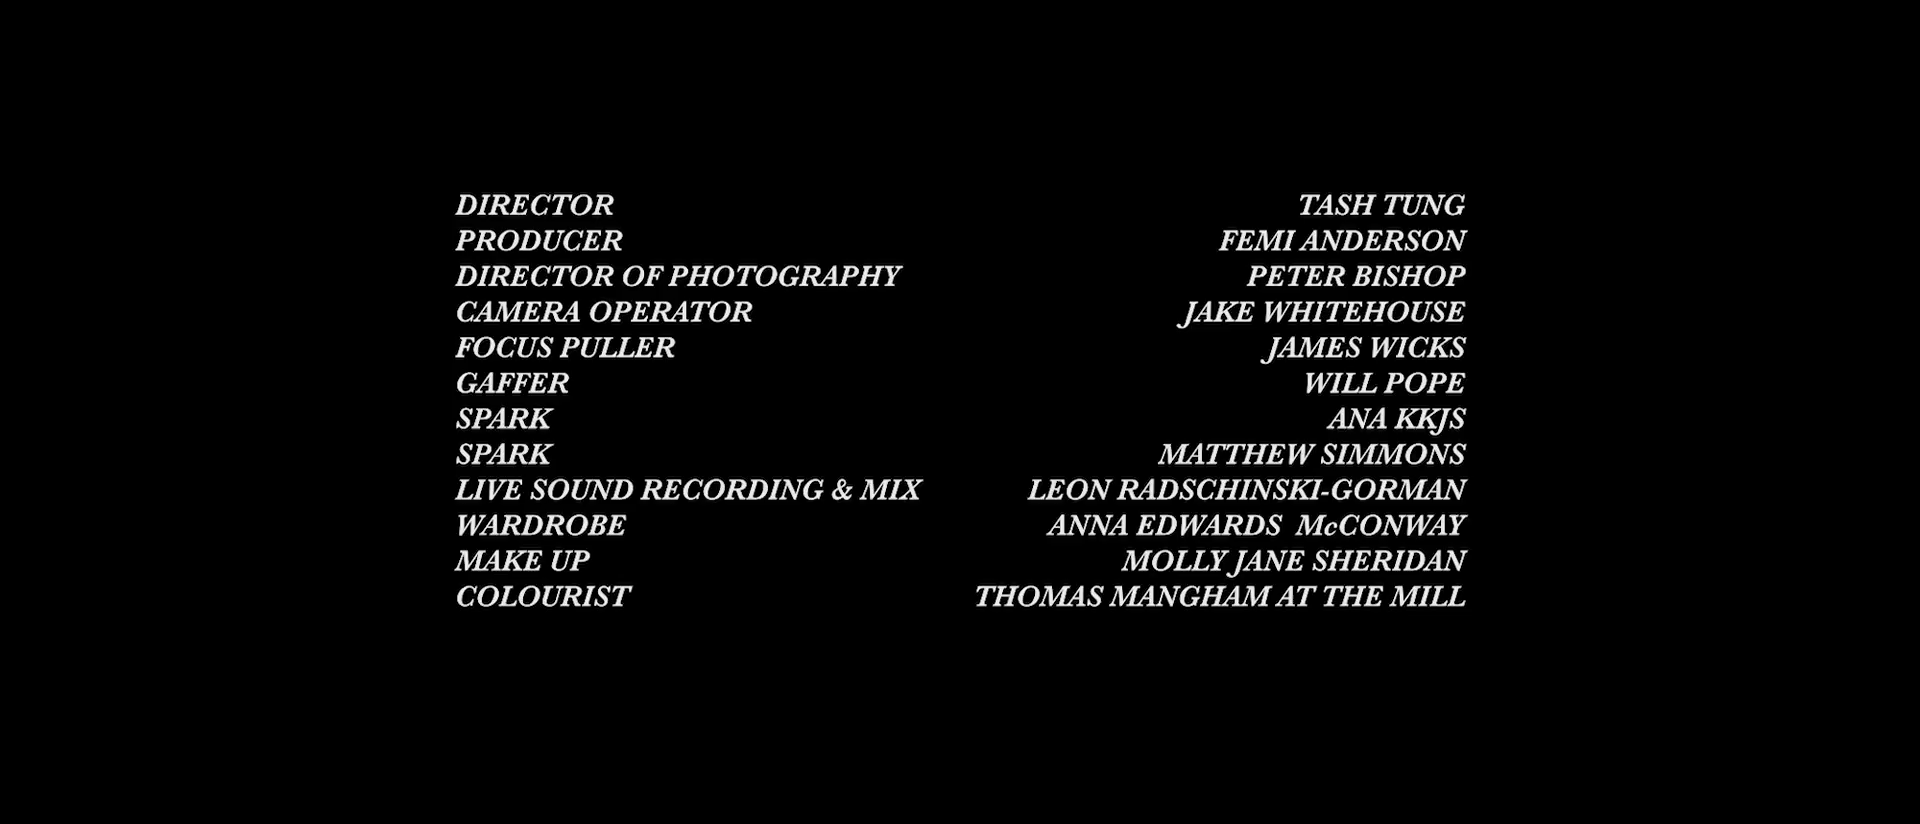 DIRECTOR TASH TUNG
PRODUCER FEMI ANDERSON
DIRECTOR OF PHOTOGRAPHY PETER BISHOP
CAMERA OPERATOR JAKE WHITEHOUSE
FOCUS PULLER JAMES WICKS
GAFFER WILL POPE
SPARK ANA KKJS
SPARK MATTHEW SIMMONS
LIVE SOUND RECORDING & MIX LEON RADSCHINSKI-GORMAN
WARDROBE ANNA EDWARDS McCONWAY
MAKE UP MOLLY JANE SHERIDAN
COLOURIST THOMAS MANGHAM AT THE MILL